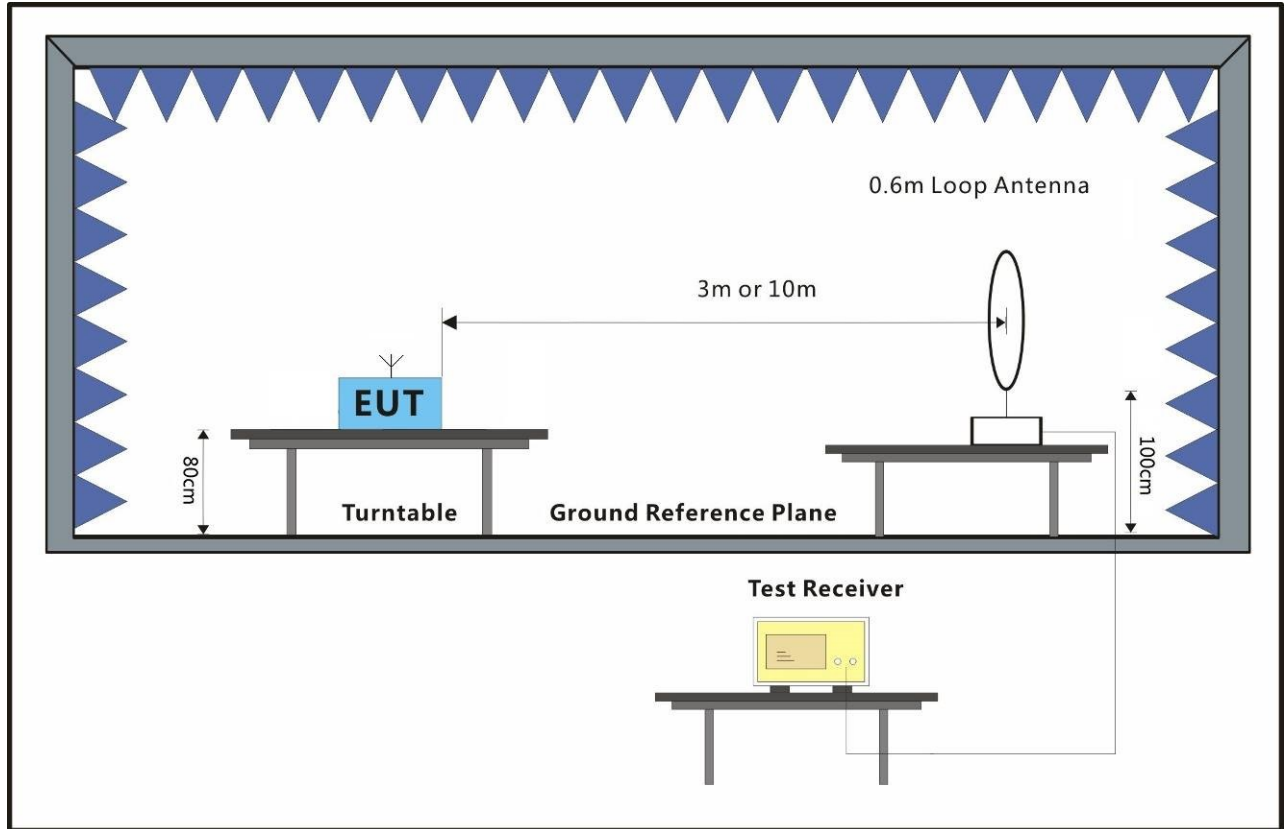 0.6m Loop Antenna
3m or 10m
EUT
80cm
100cm
Turntable
Ground Reference Plane
Test Receiver